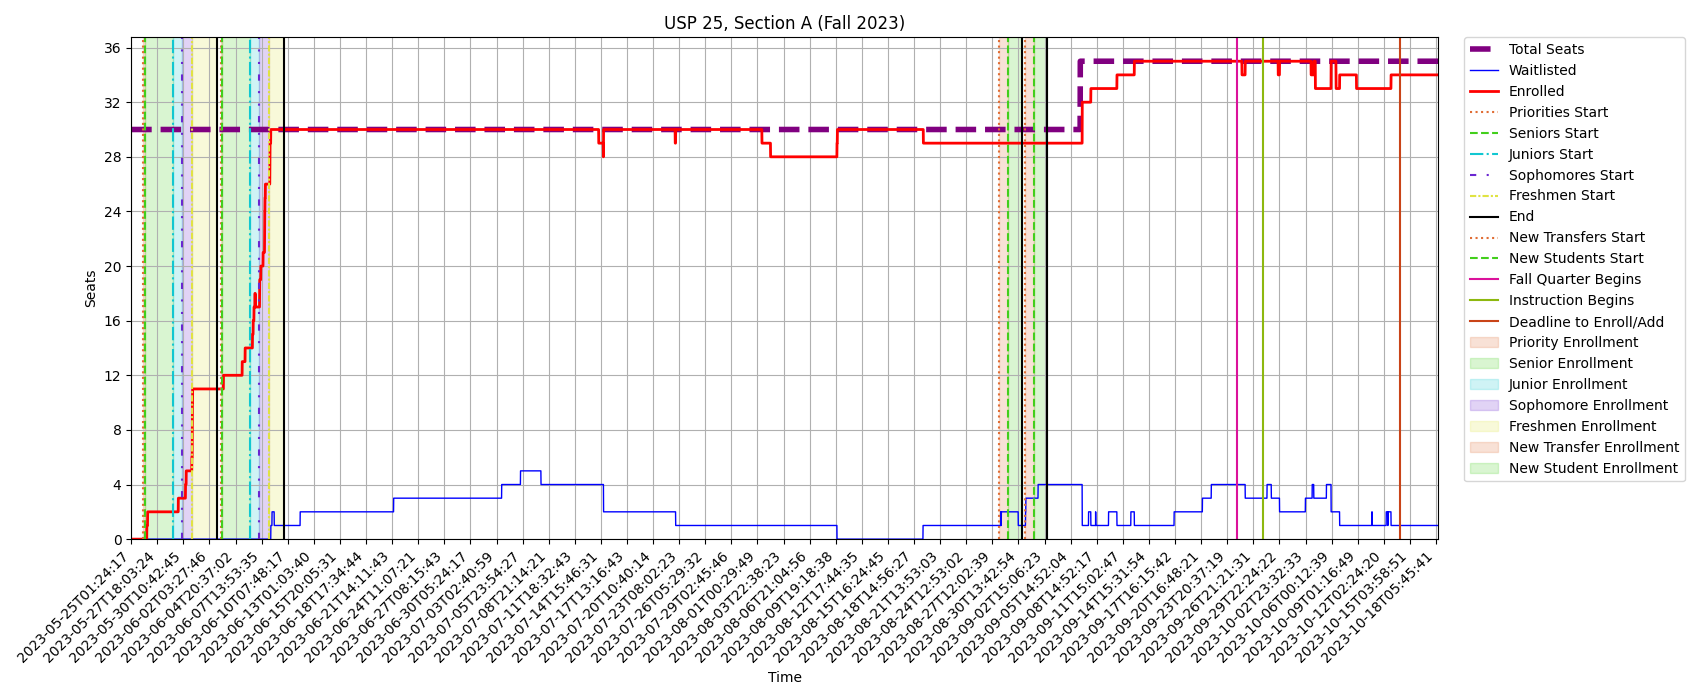 USP 25, Section A (Fall 2023)
Seats
36
32
28
24
20
16
12
8
4
0
2023-05-25T01:24:17
2023-05-27T18:03:24
2023-05-30T10:42:45
2023-06-02T03:27:46
2023-06-04T20:37:02
2023-06-07T13:53:35
2023-06-10T07:48:17
2023-06-13T01:03:40
2023-06-15T20:05:31
2023-06-18T17:34:44
2023-06-21T14:11:43
2023-06-24T11:07:21
2023-06-27T08:15:43
2023-06-30T05:24:17
2023-07-03T02:40:59
2023-07-05T23:54:27
2023-07-08T21:14:21
2023-07-11T18:32:43
2023-07-14T15:46:31
2023-07-17T13:16:43
2023-07-20T10:40:14
2023-07-23T08:02:23
2023-07-26T05:29:32
2023-07-29T02:45:46
2023-08-01T00:29:49
2023-08-03T22:38:23
2023-08-06T21:04:56
2023-08-09T19:18:38
2023-08-12T17:44:35
2023-08-15T16:24:45
2023-08-18T14:56:27
2023-08-21T13:53:03
2023-08-24T12:53:02
2023-08-27T12:02:39
2023-08-30T13:42:54
2023-09-02T15:06:23
2023-09-05T14:52:04
2023-09-08T14:52:17
2023-09-11T15:02:47
2023-09-14T15:31:54
2023-09-17T16:15:42
2023-09-20T16:48:21
2023-09-23T20:37:19
2023-09-26T21:21:31
2023-09-29T22:24:22
2023-10-02T23:32:33
2023-10-06T00:12:39
2023-10-09T01:16:49
2023-10-12T02:24:20
2023-10-15T03:58:51
2023-10-18T05:45:41
Time
Total Seats
Waitlisted
Enrolled
Priorities Start
Seniors Start
Juniors Start
Sophomores Start
Freshmen Start
End
New Transfers Start
New Students Start
Fall Quarter Begins
Instruction Begins
Deadline to Enroll/Add
Priority Enrollment
Senior Enrollment
Junior Enrollment
Sophomore Enrollment
Freshmen Enrollment
New Transfer Enrollment
New Student Enrollment